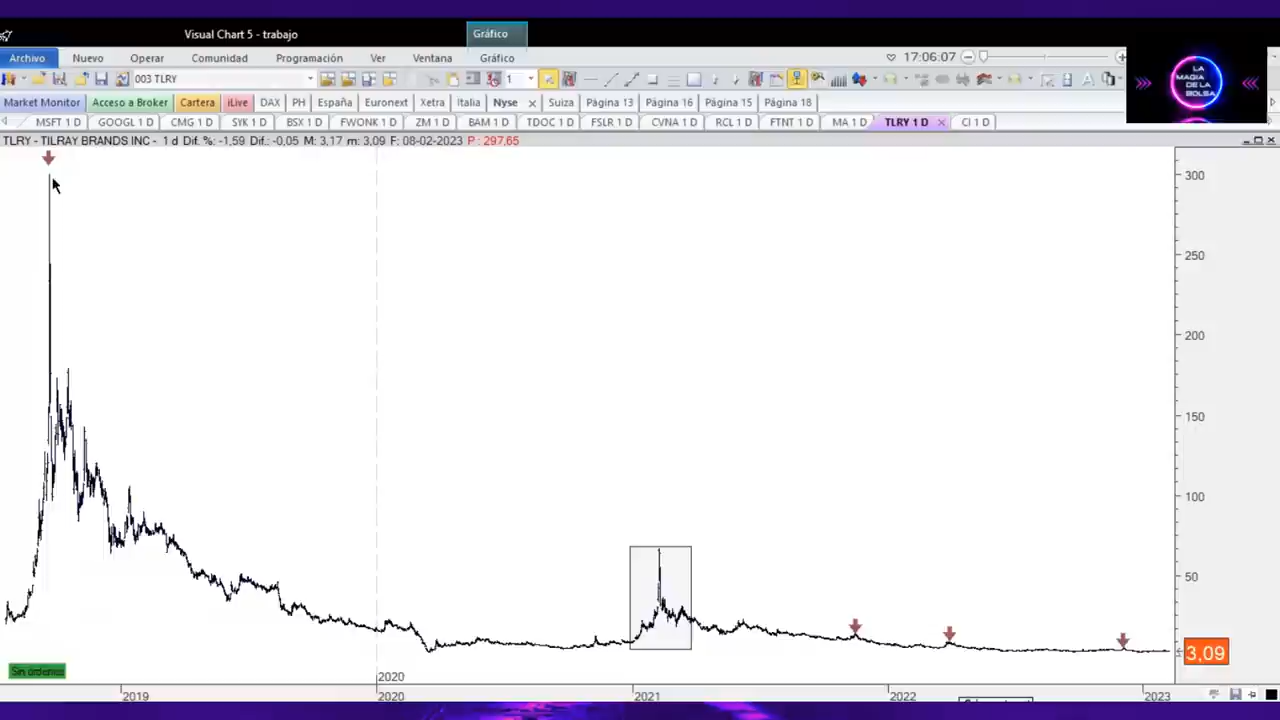 Visual Chart 5 - trabajo
Gráfico
Archivo Nuevo Operar Comunidad Programación Ver Ventana Gráfico 17:06:07
003 TLRY 1
LA
MAGIA
DE LA
BOLSA
Market Monitor Acceso a Broker Cartera iLive DAX PH España Euronext Xetra Italia Nyse Suiza Página 13 Página 16 Página 15 Página 18
MSFT 1 D GOOGL 1 D CMG 1 D SYK 1 D BSX 1 D FWONK 1 D ZM 1 D BAM 1 D TDOC 1 D FSLR 1 D CVNA 1 D RCL 1 D FTNT 1 D MA 1 D TLRY 1 D CI 1 D
TLRY - TILRAY BRANDS INC - 1 d Dif. %: -1,59 Dif.: -0,05 M: 3,17 m: 3,09 F: 08-02-2023 P : 297,65
300
250
200
150
100
50
3,09
Sin órdenes
2020
2019 2020 2021 2022 2023